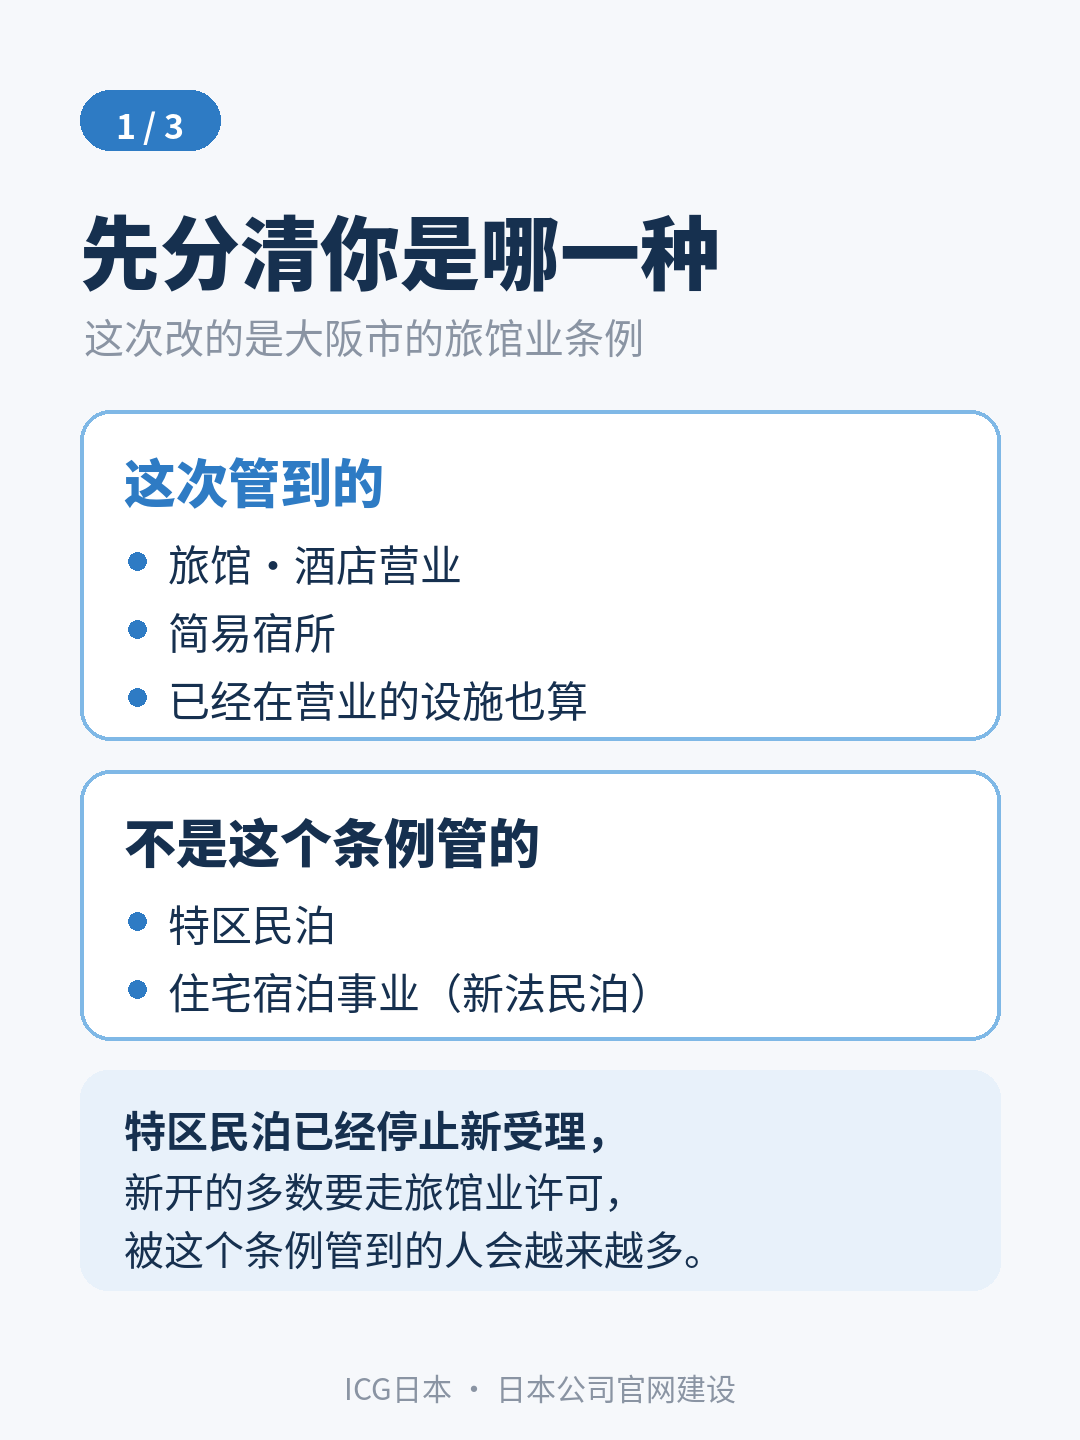 1 / 3
先分清你是哪一种
这次改的是大阪市的旅馆业条例
这次管到的
旅馆・酒店营业
简易宿所
已经在营业的设施也算
不是这个条例管的
特区民泊
住宅宿泊事业（新法民泊）
特区民泊已经停止新受理，
新开的多数要走旅馆业许可，
被这个条例管到的人会越来越多。
ICG日本 ・ 日本公司官网建设